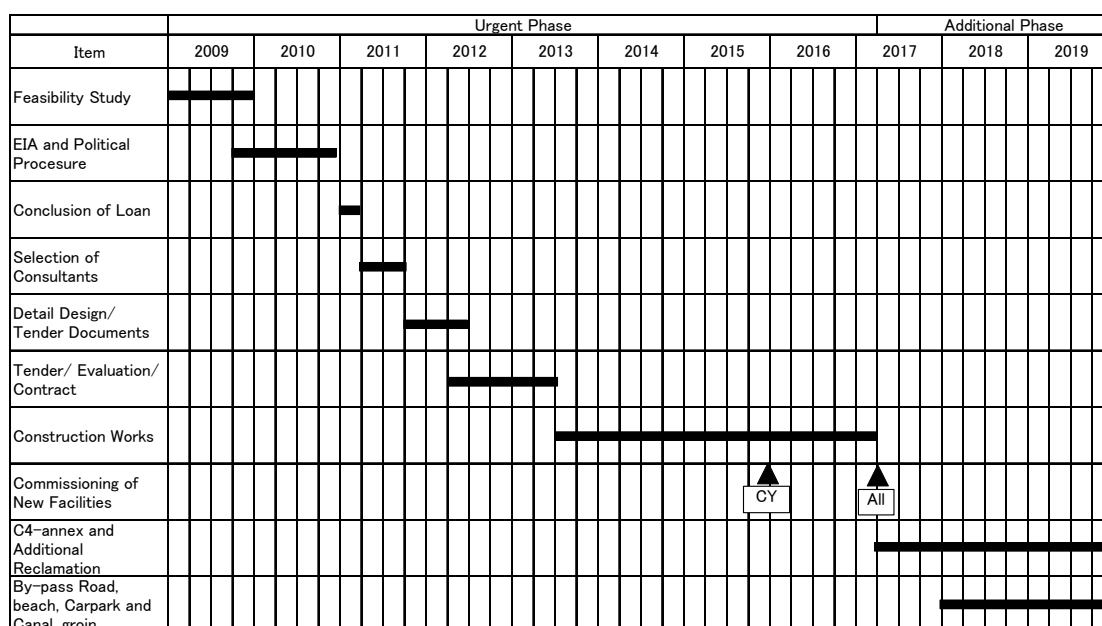 Urgent Phase Additional Phase
Item 2009 2010 2011 2012 2013 2014 2015 2016 2017 2018 2019
Feasibility Study
EIA and Political
Procesure
Conclusion of Loan
Selection of
Consultants
Detail Design/
Tender Documents
Tender/ Evaluation/
Contract
Construction Works
Commissioning of
New Facilities
CY All
C4-annex and
Additional
Reclamation
By-pass Road,
beach, Carpark and
Canal, groin